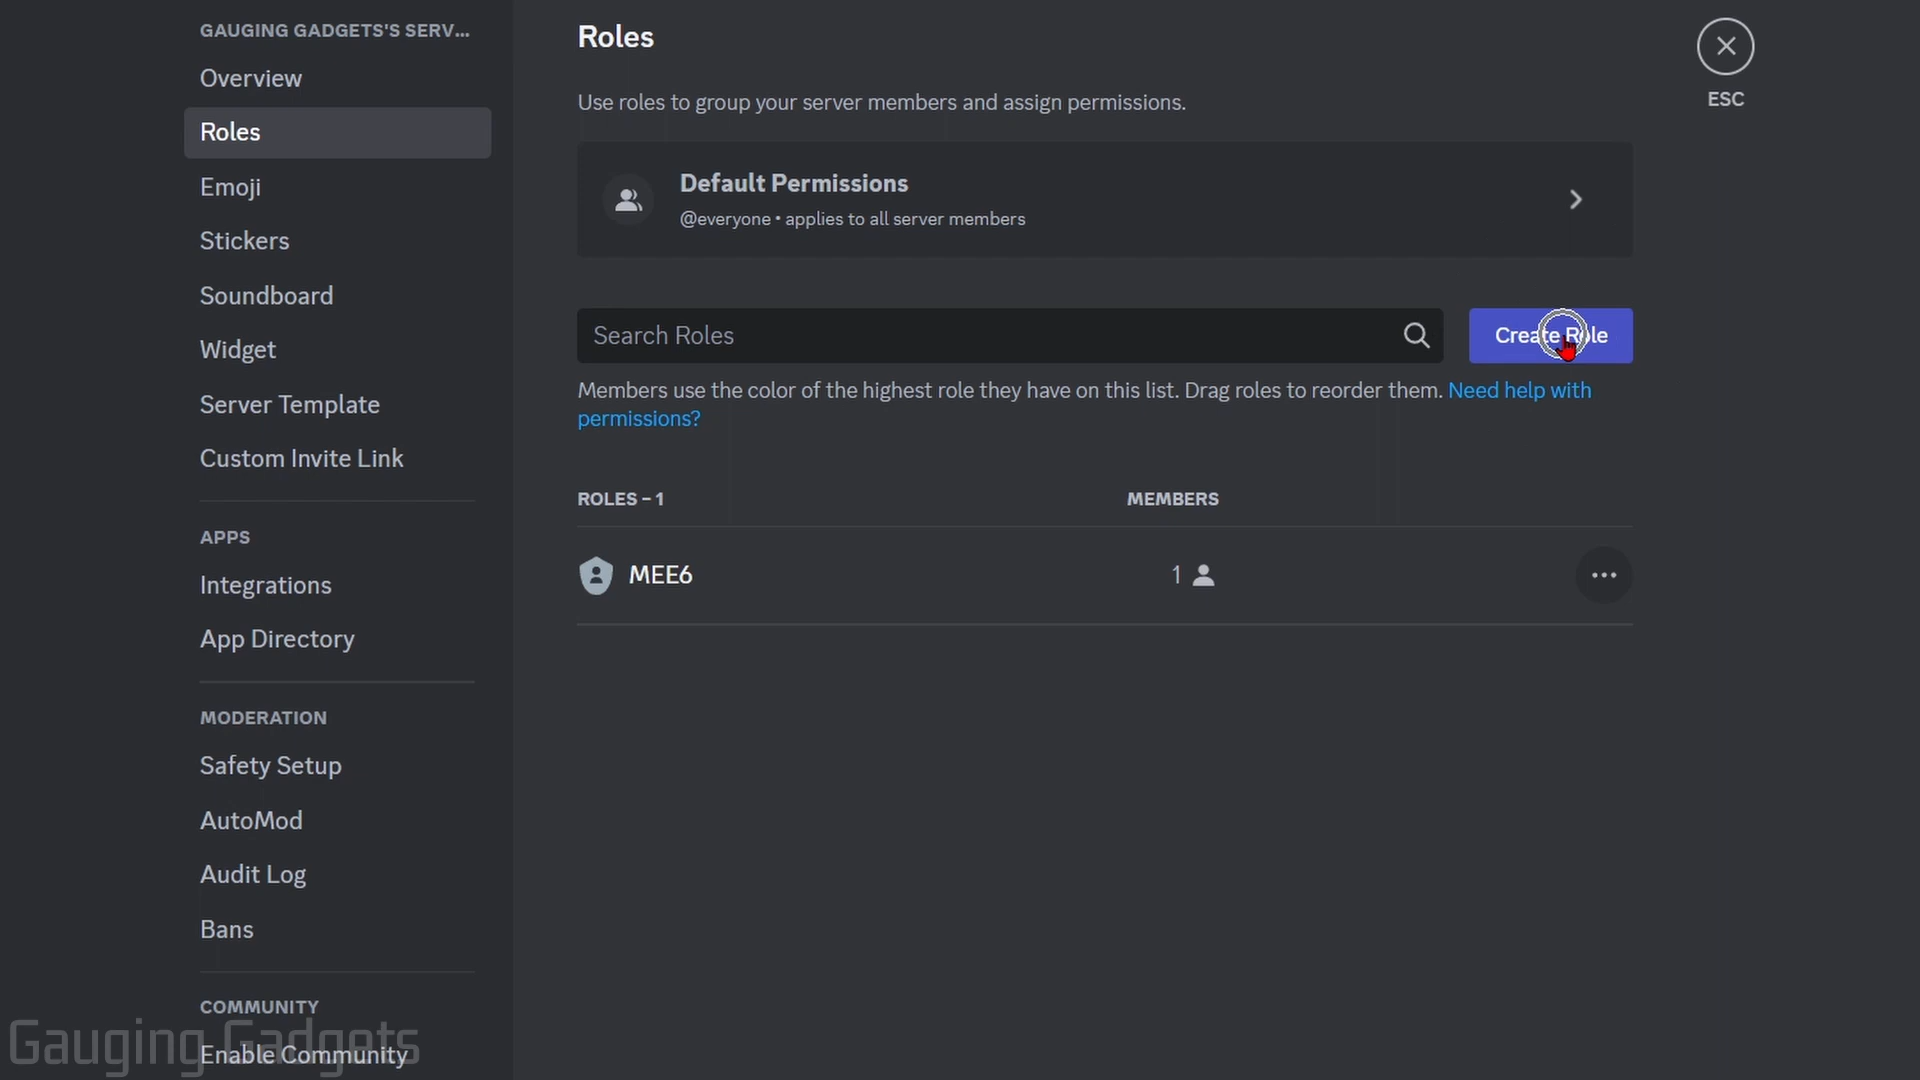 GAUGING GADGETS'S SERV...
Overview
Roles
Emoji
Stickers
Soundboard
Widget
Server Template
Custom Invite Link
APPS
Integrations
App Directory
MODERATION
Safety Setup
AutoMod
Audit Log
Bans
COMMUNITY
Enable Community
Gauging Gadgets
Roles
Use roles to group your server members and assign permissions.
Default Permissions
@everyone • applies to all server members
Search Roles
Create Role
Members use the color of the highest role they have on this list. Drag roles to reorder them. Need help with
permissions?
ROLES – 1 MEMBERS
MEE6 1
ESC